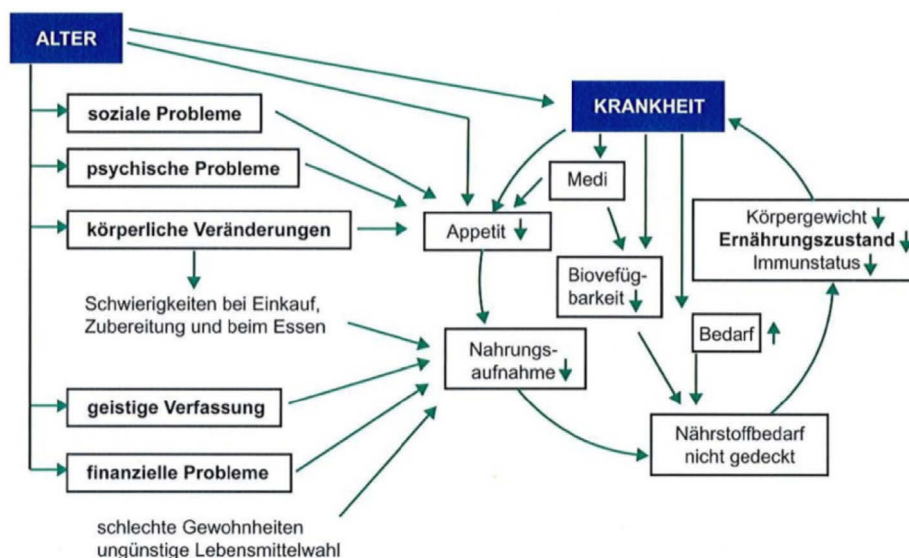 ALTER
KRANKHEIT
soziale Probleme
psychische Probleme
Medi
körperliche Veränderungen
Appetit
Körpergewicht
Ernährungszustand
Immunstatus
Biovefüg-
barkeit
Schwierigkeiten bei Einkauf,
Zubereitung und beim Essen
Bedarf
Nahrungs-
aufnahme
geistige Verfassung
Nährstoffbedarf
nicht gedeckt
finanzielle Probleme
schlechte Gewohnheiten
ungünstige Lebensmittelwahl